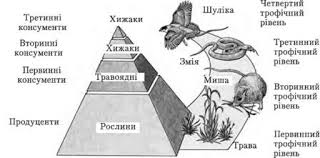 Третинні
консументи
Вторинні
консументи
Первинні
консументи
Продуценти
Хижаки
Хижаки
Травоядні
Рослини
Шуліка
Змія
Миша
Трава
Четвертий
трофічний
рівень
Третинний
трофічний
рівень
Вторинний
трофічний
рівень
Первинний
трофічний
рівень